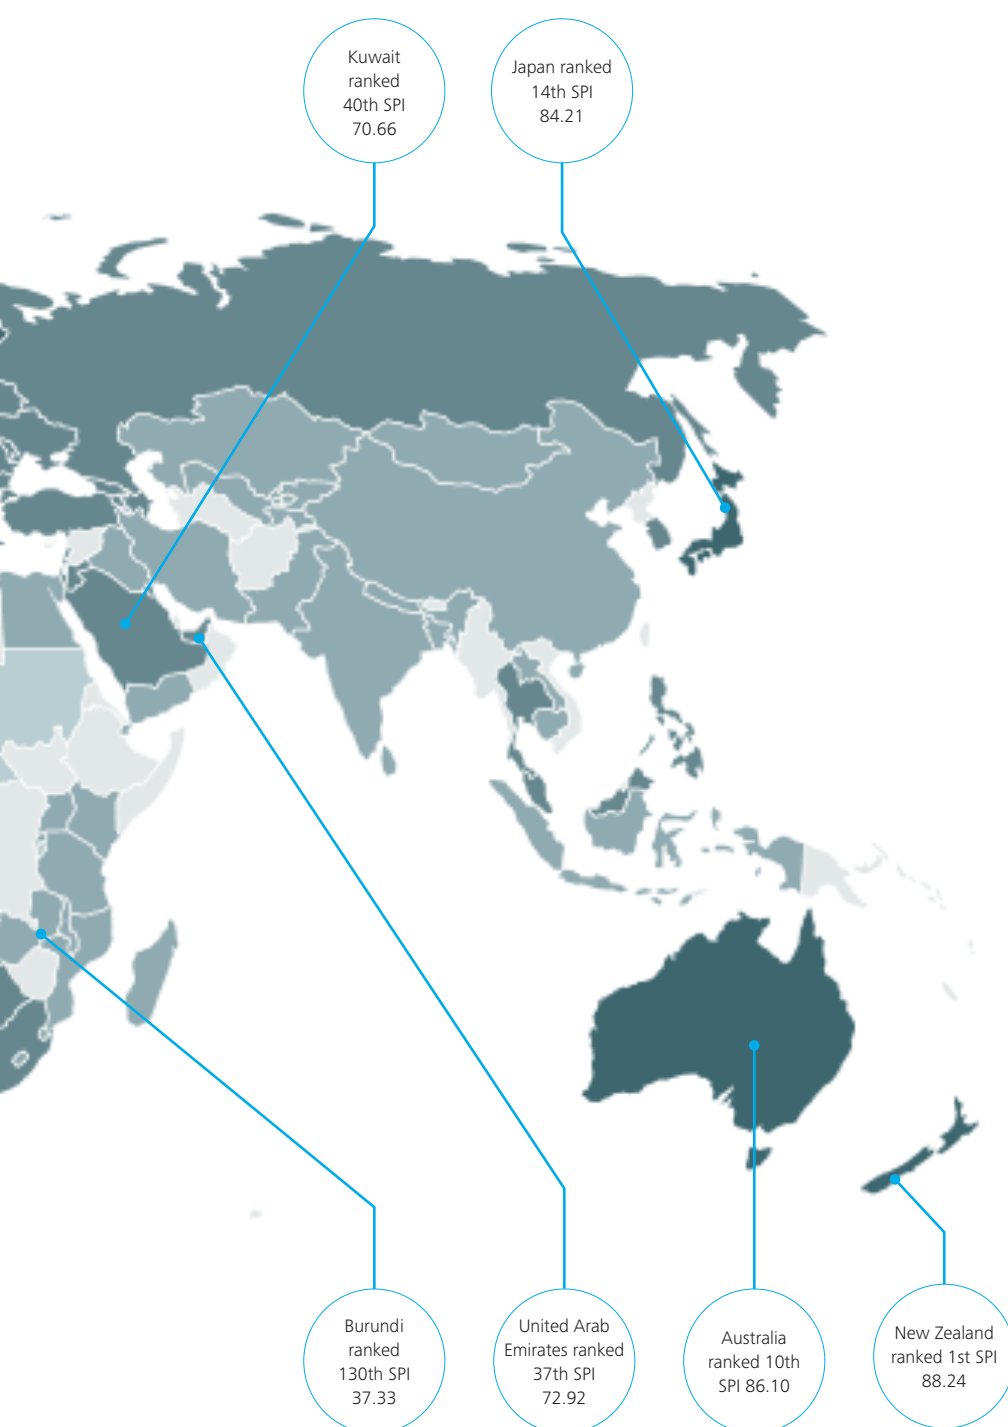 Kuwait
ranked
40th SPI
70.66
Japan ranked
14th SPI
84.21
Burundi
ranked
130th SPI
37.33
United Arab
Emirates ranked
37th SPI
72.92
Australia
ranked 10th
SPI 86.10
New Zealand
ranked 1st SPI
88.24